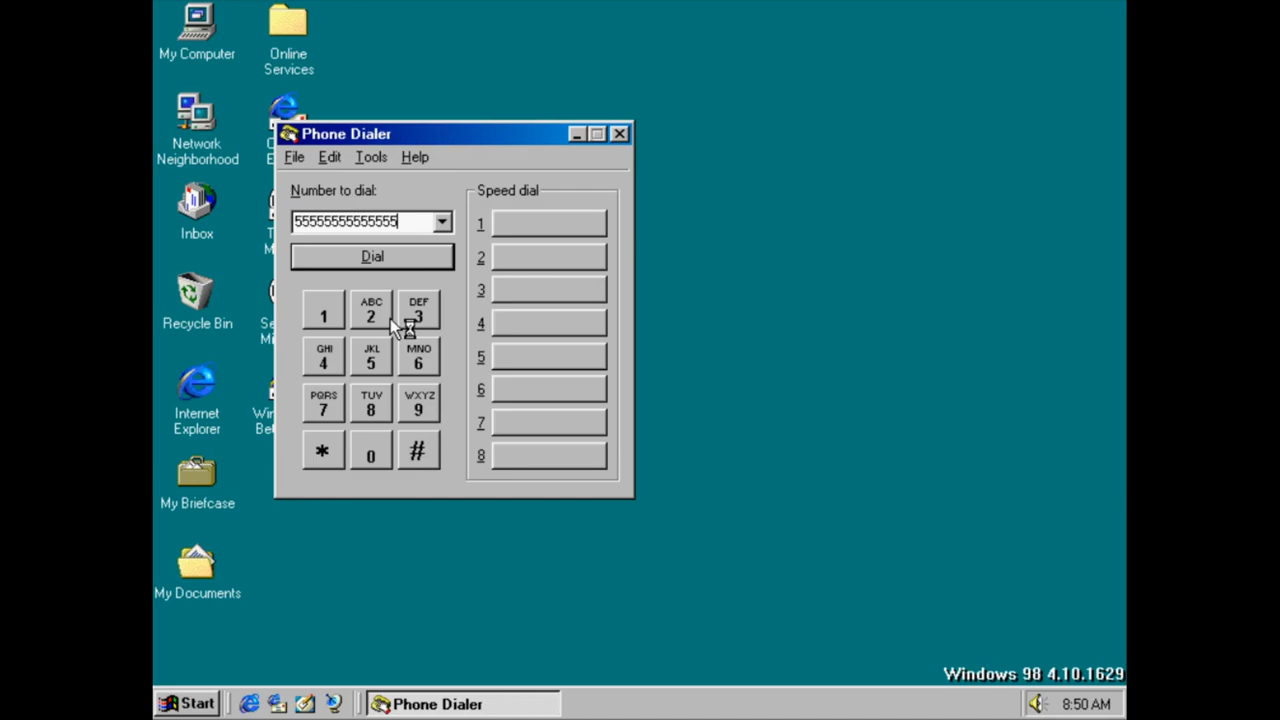 My Computer
Online
Services
Network
Neighborhood
Inbox
Recycle Bin
Internet
Explorer
My Briefcase
My Documents
Phone Dialer
File Edit Tools Help
Number to dial:
Dial
1
ABC
2
DEF
3
GHI
4
JKL
5
MNO
6
PQRS
7
TUV
8
WXYZ
9
*
0
#
Speed dial
1
2
3
4
5
6
7
8
Windows 98 4.10.1629
Start
Phone Dialer
8:50 AM